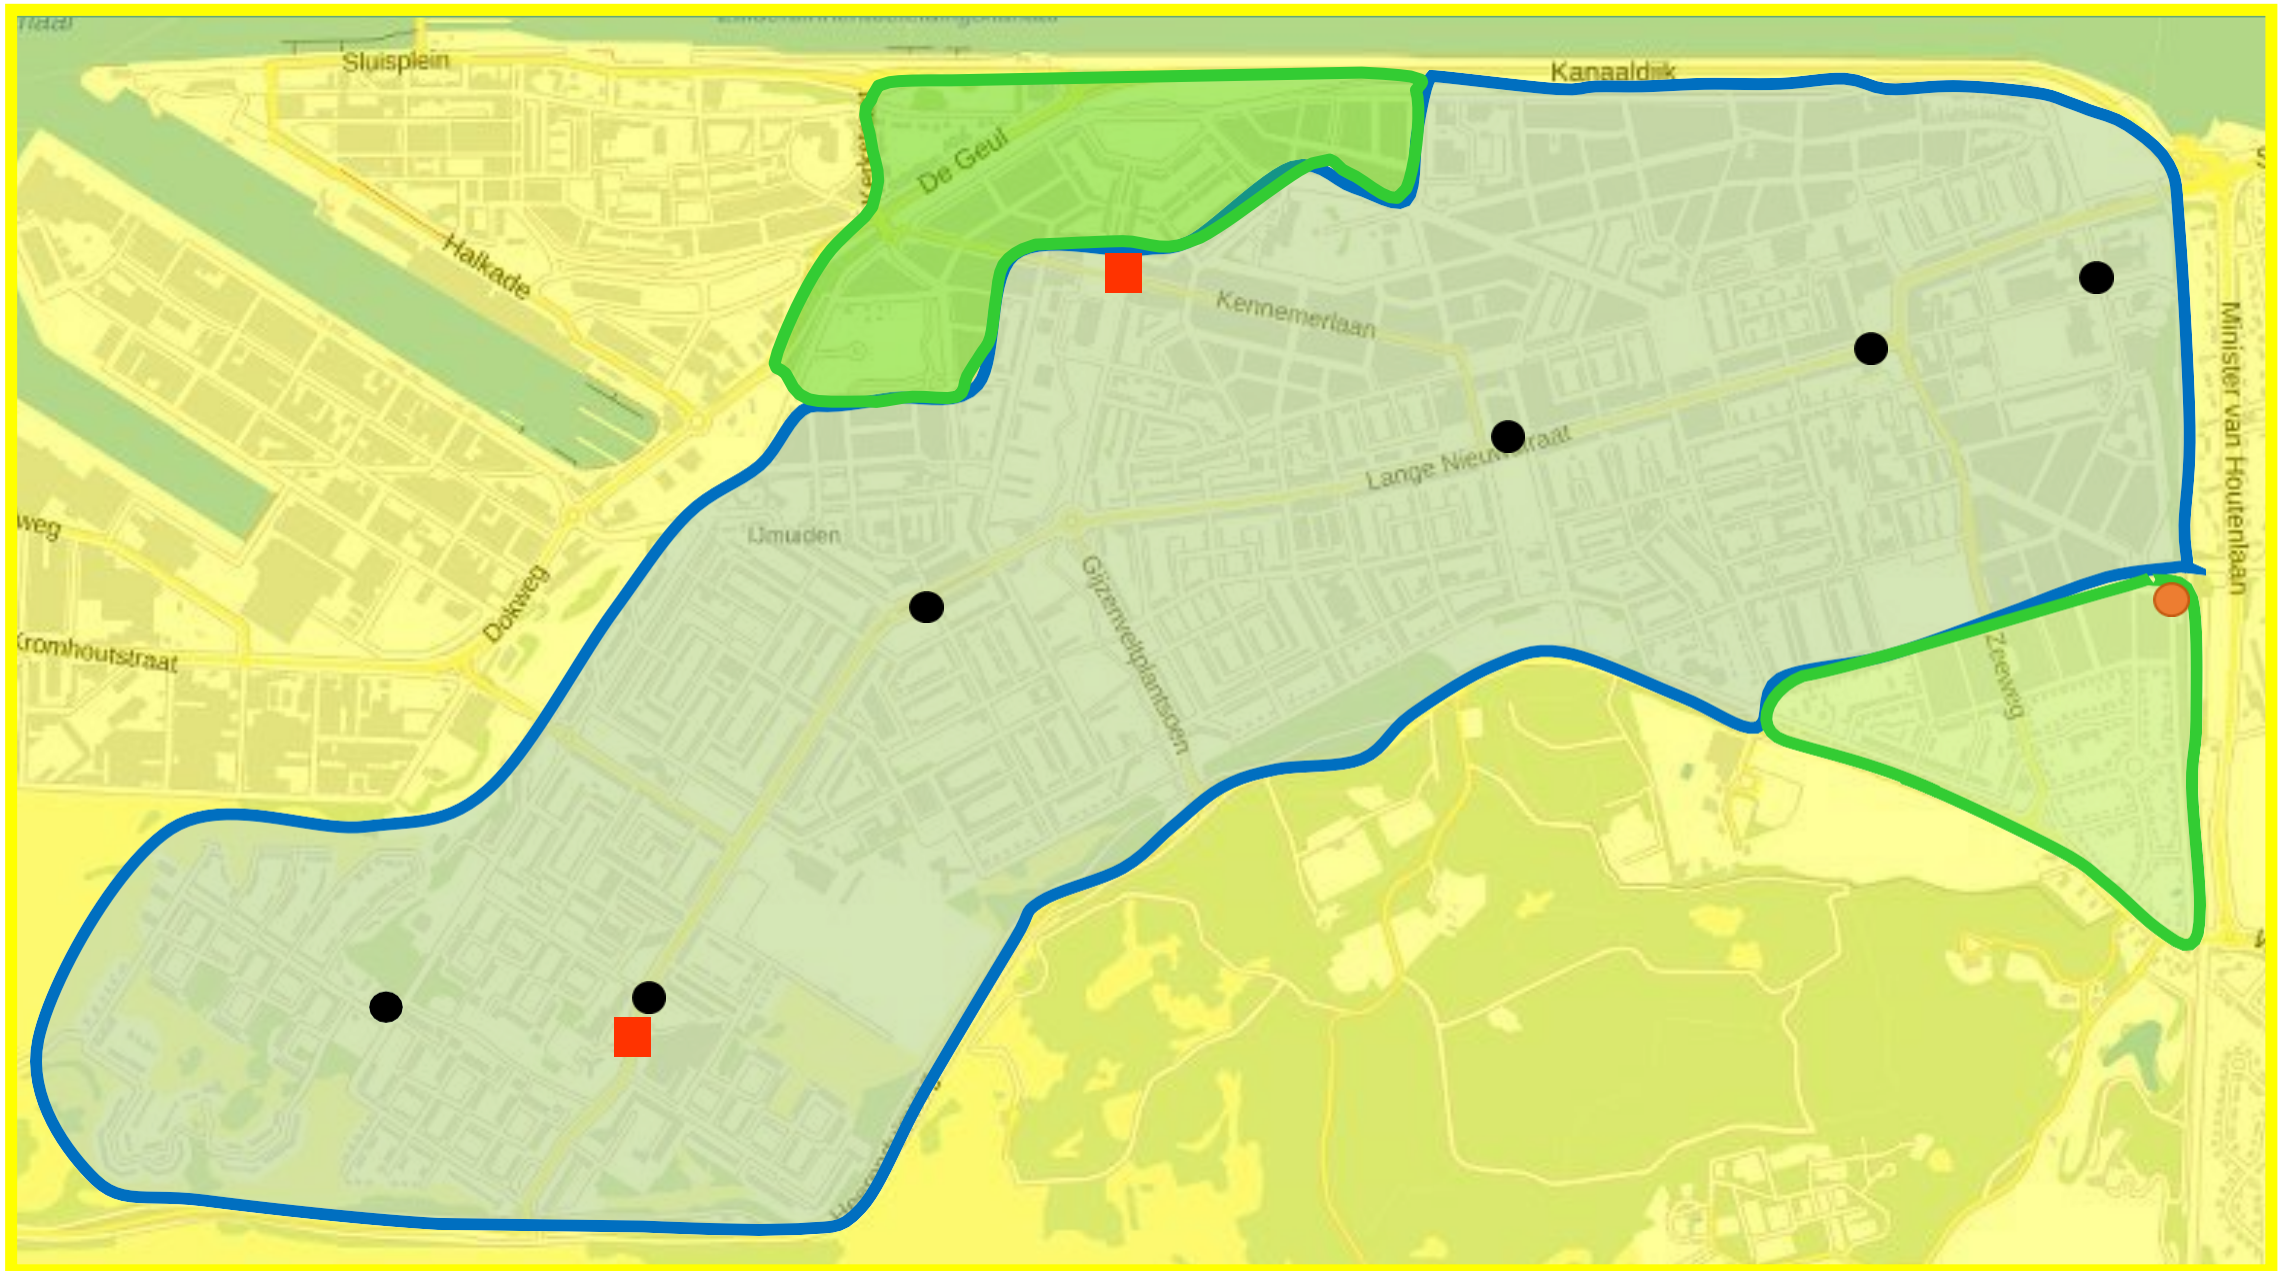 Sluisplein
Kanaaldijk
De Geul
Halkade
Kennemerlaan
Minister van Houtenlaan
Lange Nieuwstraat
weg
IJmuiden
Dokweg
Gijzenveltplantsoen
Kromhoutstraat
Zeeweg